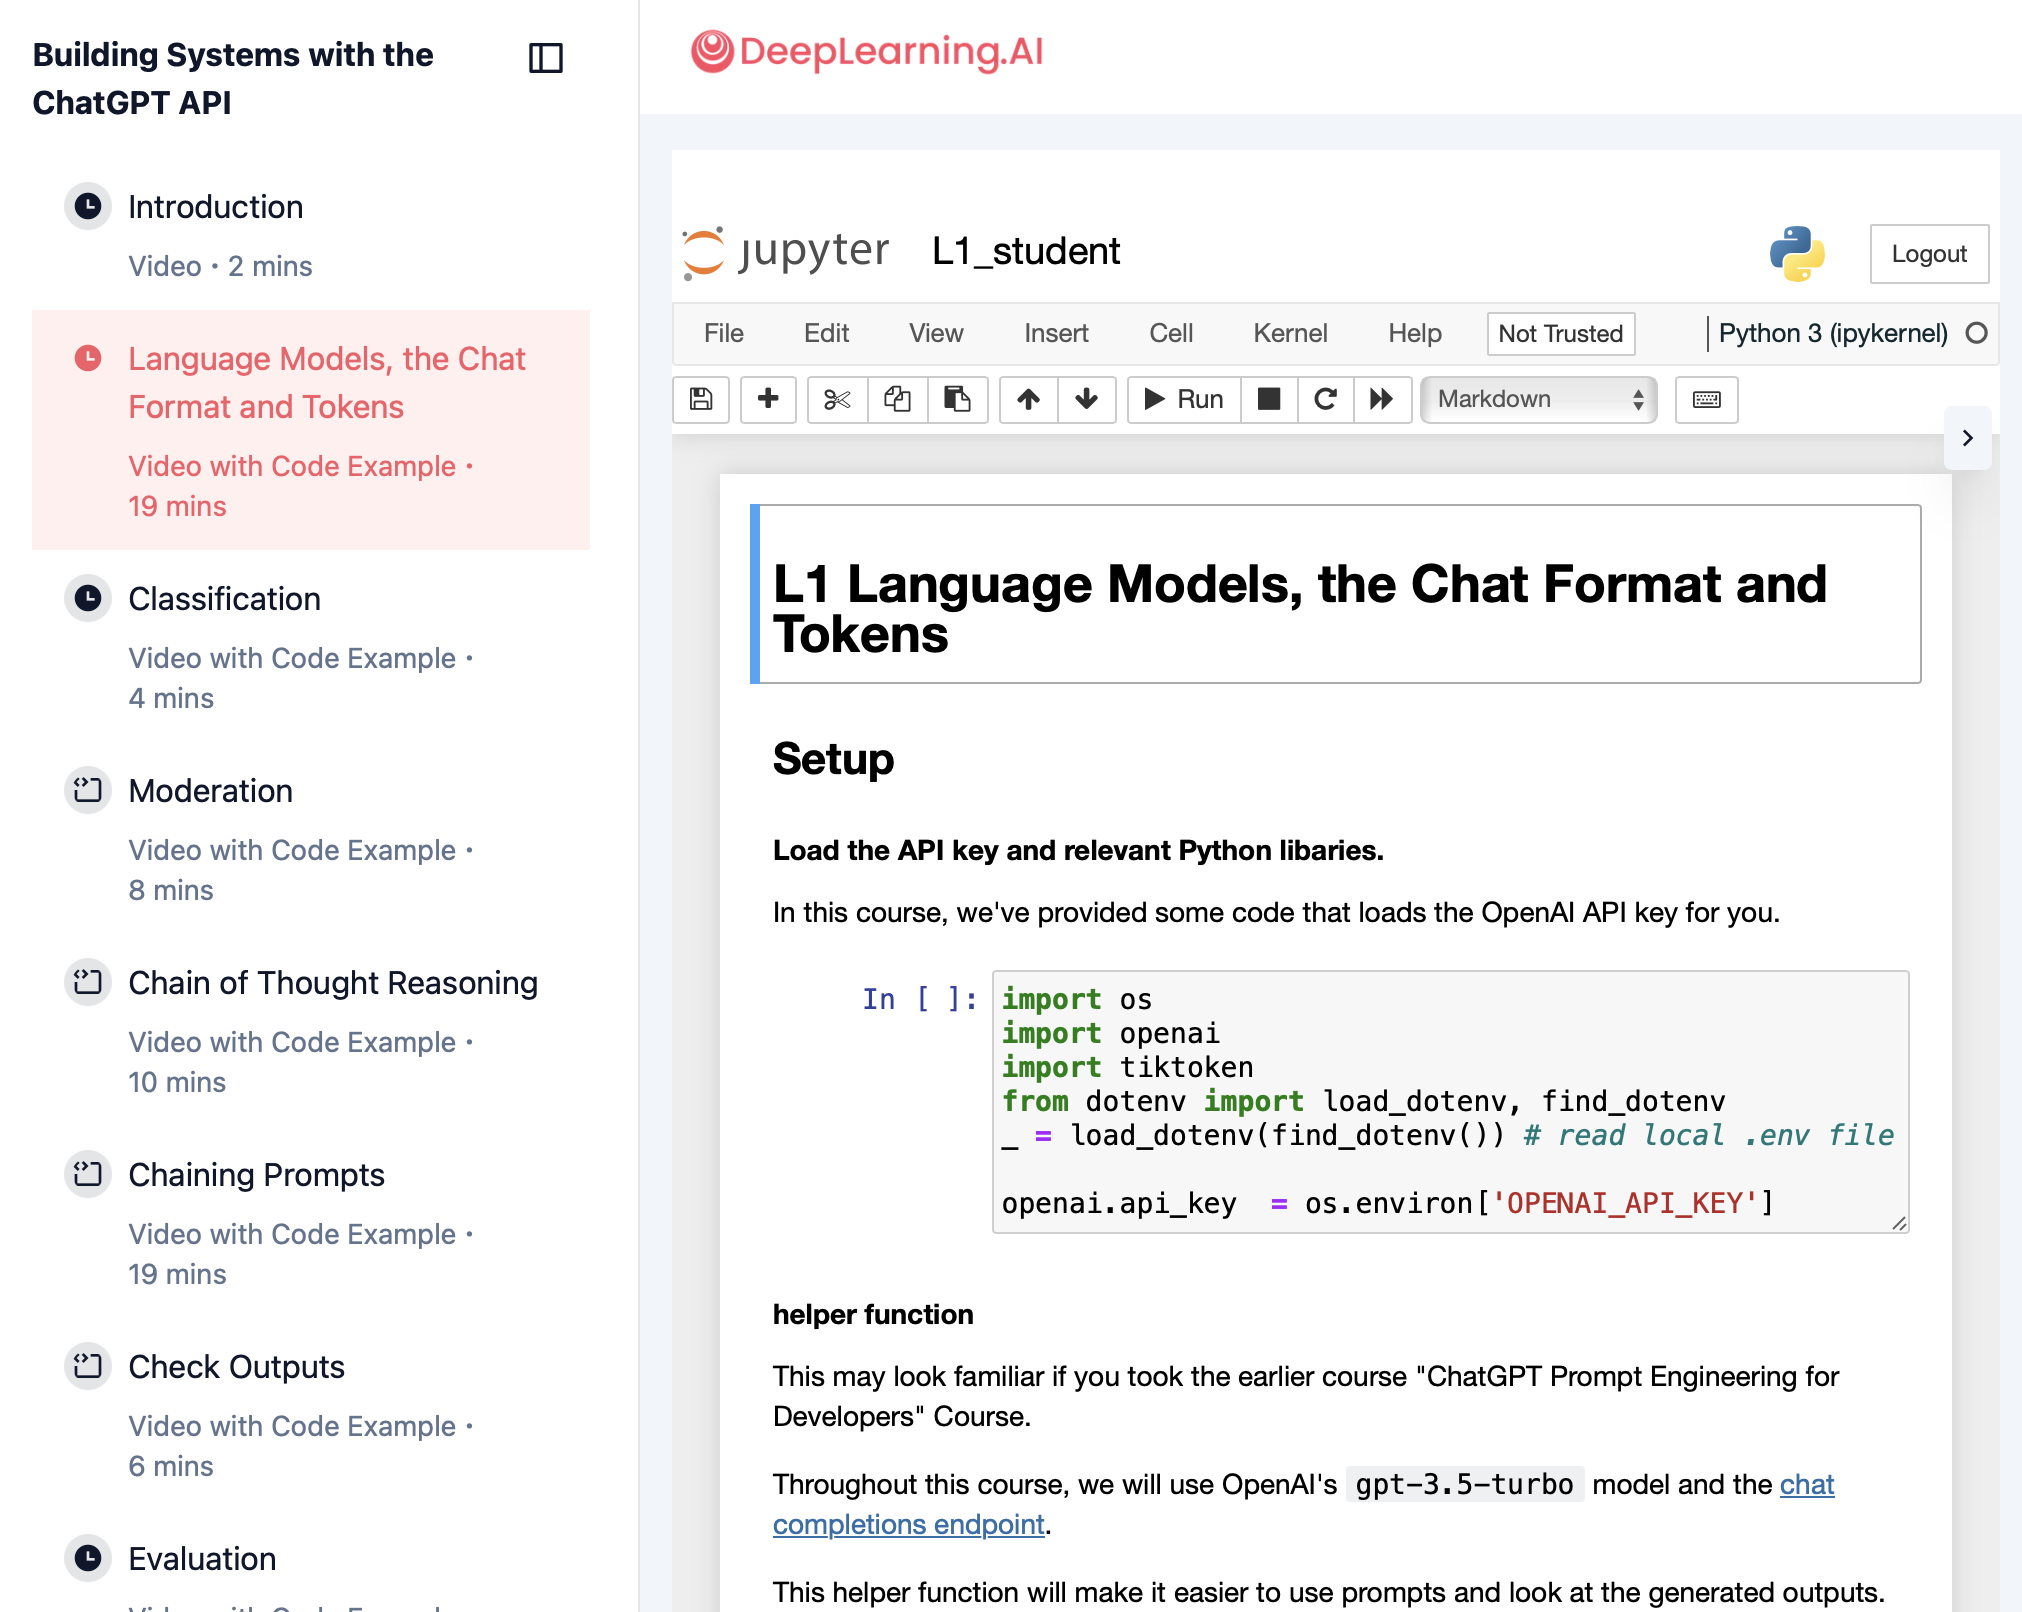 Building Systems with the
ChatGPT API
Introduction
Video • 2 mins
Language Models, the Chat
Format and Tokens
Video with Code Example •
19 mins
Classification
Video with Code Example •
4 mins
Moderation
Video with Code Example •
8 mins
Chain of Thought Reasoning
Video with Code Example •
10 mins
Chaining Prompts
Video with Code Example •
19 mins
Check Outputs
Video with Code Example •
6 mins
Evaluation
DeepLearning.AI
jupyter L1_student
Logout
File Edit View Insert Cell Kernel Help Not Trusted Python 3 (ipykernel)
Run Markdown
L1 Language Models, the Chat Format and
Tokens
Setup
Load the API key and relevant Python libaries.
In this course, we've provided some code that loads the OpenAI API key for you.
In [ ]: import os
import openai
import tiktoken
from dotenv import load_dotenv, find_dotenv
_ = load_dotenv(find_dotenv()) # read local .env file
openai.api_key  = os.environ['OPENAI_API_KEY']
helper function
This may look familiar if you took the earlier course "ChatGPT Prompt Engineering for
Developers" Course.
Throughout this course, we will use OpenAI's gpt-3.5-turbo model and the chat
completions endpoint.
This helper function will make it easier to use prompts and look at the generated outputs.